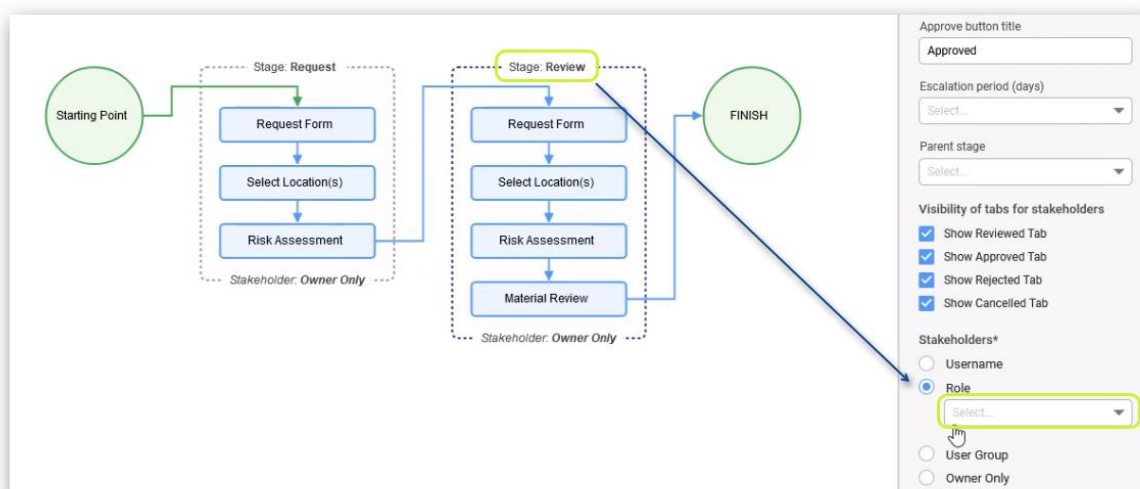 Starting Point
Stage: Request
Request Form
Select Location(s)
Risk Assessment
Stakeholder: Owner Only
Stage: Review
Request Form
Select Location(s)
Risk Assessment
Material Review
Stakeholder: Owner Only
FINISH
Approve button title
Approved
Escalation period (days)
Select...
Parent stage
Select...
Visibility of tabs for stakeholders
Show Reviewed Tab
Show Approved Tab
Show Rejected Tab
Show Cancelled Tab
Stakeholders*
Username
Role
Select...
User Group
Owner Only